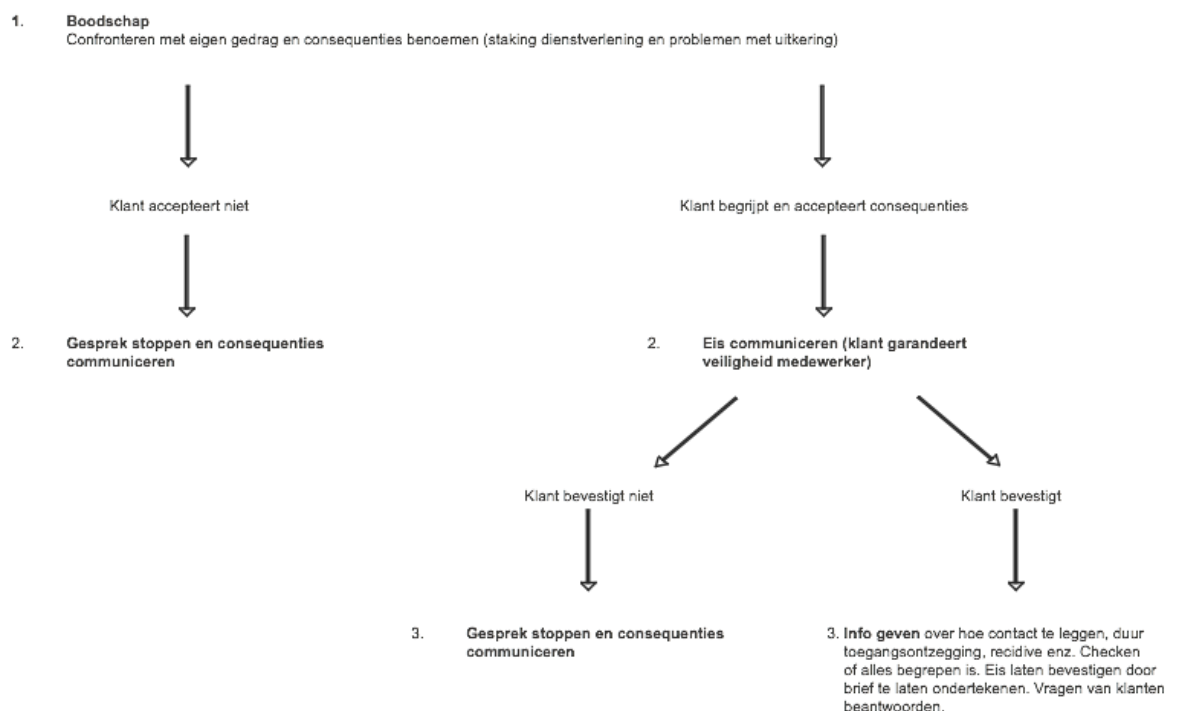 1. Boodschap
Confronteren met eigen gedrag en consequenties benoemen (staking dienstverlening en problemen met uitkering)
Klant accepteert niet
Klant begrijpt en accepteert consequenties
2. Gesprek stoppen en consequenties
communiceren
2. Eis communiceren (klant garandeert
veiligheid medewerker)
Klant bevestigt niet
Klant bevestigt
3. Gesprek stoppen en consequenties
communiceren
3. Info geven over hoe contact te leggen, duur
toegangsontzegging, recidive enz. Checken
of alles begrepen is. Eis laten bevestigen door
brief te laten ondertekenen. Vragen van klanten
beantwoorden.